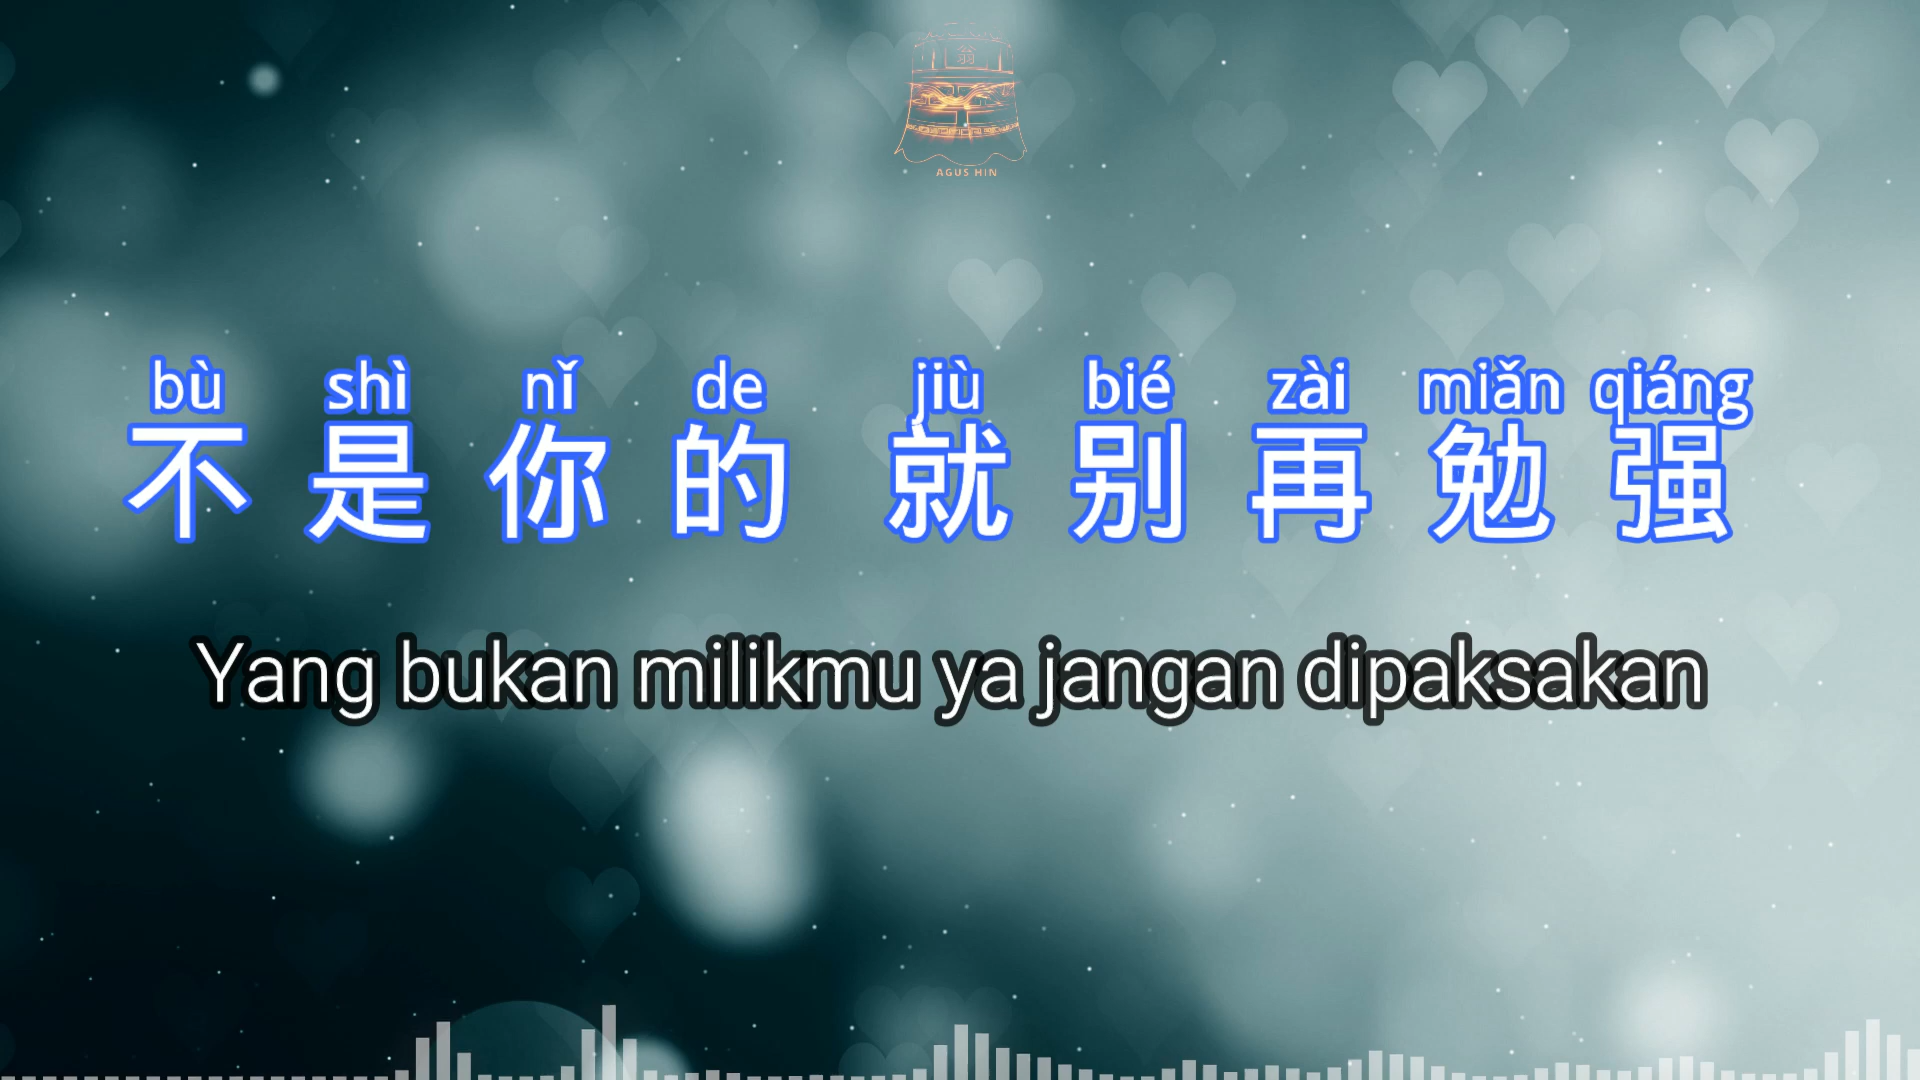 翁
AGUS HIN
bù shì nǐ de jiù bié zài miǎn qiáng
不 是 你 的 就 别 再 勉 强
Yang bukan milikmu ya jangan dipaksakan